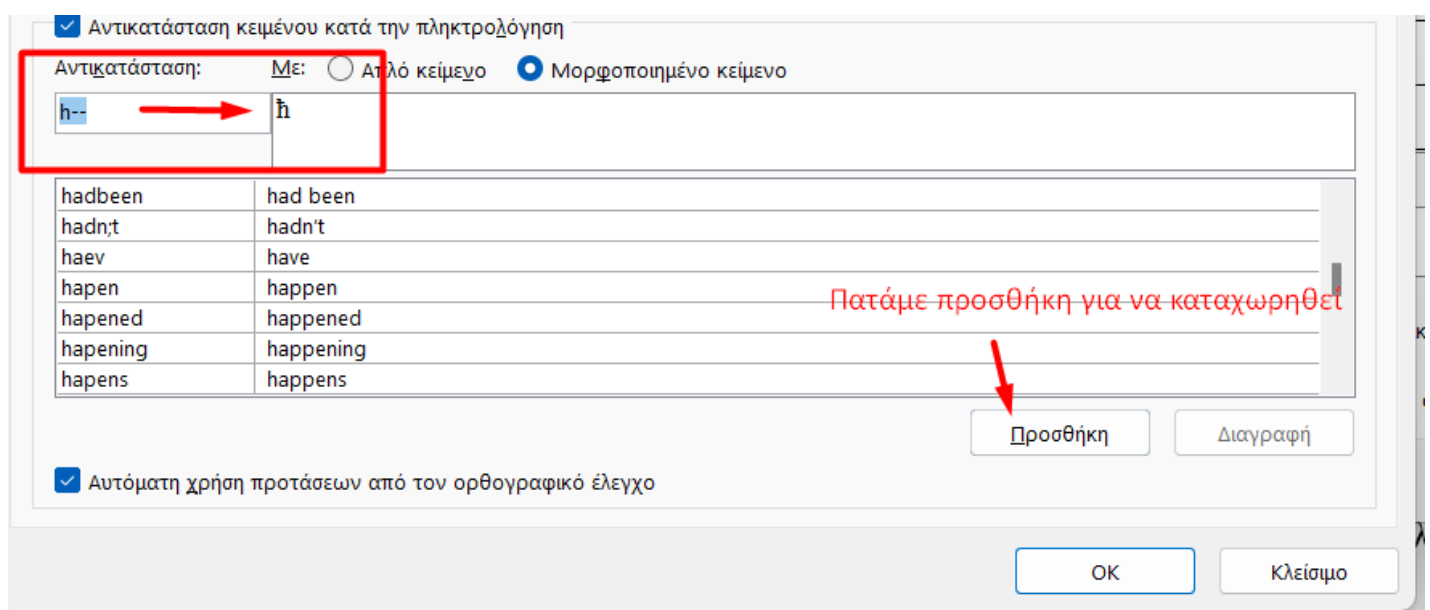 Αντικατάσταση κειμένου κατά την πληκτρολόγηση
Αντικατάσταση: Με: Απλό κείμενο Μορφοποιημένο κείμενο
h-- ħ
hadbeen had been
hadn;t hadn't
haev have
hapen happen
Πατάμε προσθήκη για να καταχωρηθεί
hapened happened
hapening happening
hapens happens
Προσθήκη Διαγραφή
Αυτόματη χρήση προτάσεων από τον ορθογραφικό έλεγχο
OK Κλείσιμο